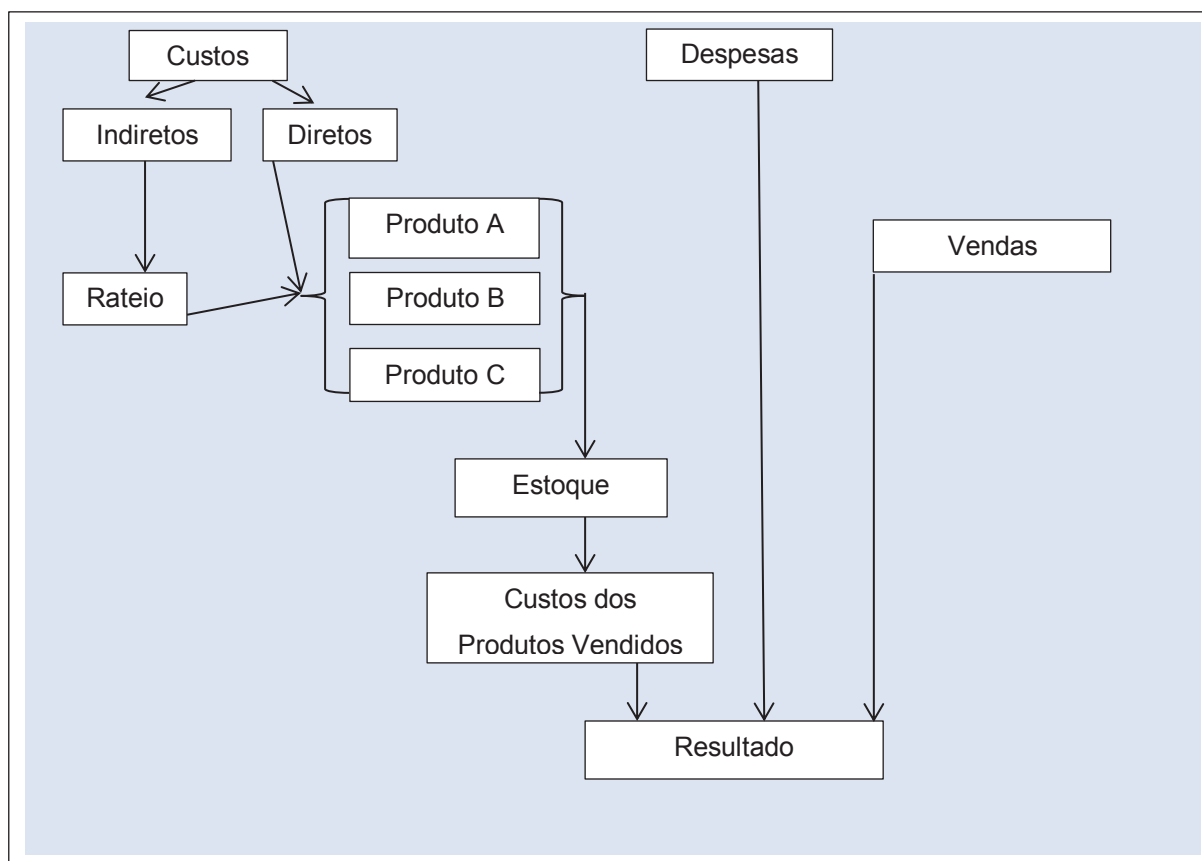 Custos
Despesas
Indiretos
Diretos
Produto A
Vendas
Rateio
Produto B
Produto C
Estoque
Custos dos
Produtos Vendidos
Resultado